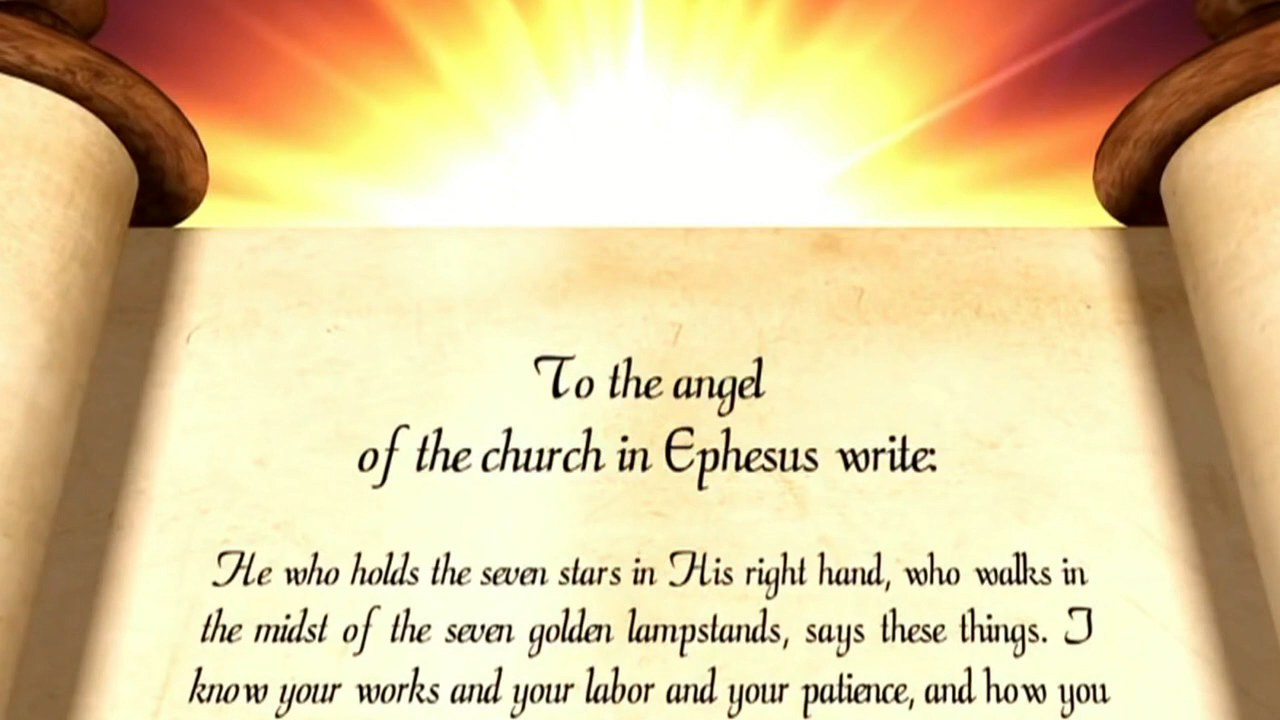 To the angel
of the church in Ephesus write:
He who holds the seven stars in His right hand, who walks in
the midst of the seven golden lampstands, says these things. I
know your works and your labor and your patience, and how you